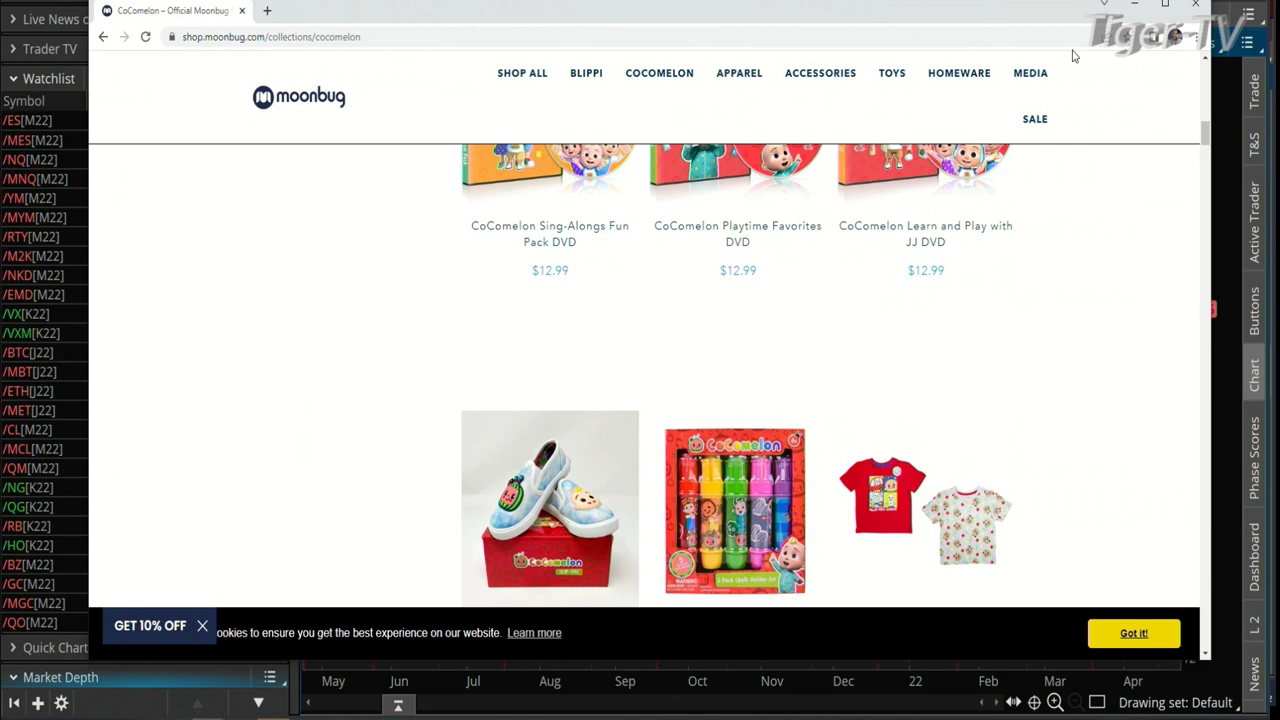 CoComelon – Official Moonbug
Tiger-TV
shop.moonbug.com/collections/cocomelon
Live News
Trader TV
Watchlist
Symbol
/ES[M22]
/MES[M22]
/NQ[M22]
/MNQ[M22]
/YM[M22]
/MYM[M22]
/RTY[M22]
/M2K[M22]
/NKD[M22]
/EMD[M22]
/VX[K22]
/VXM[K22]
/BTC[J22]
/MBT[J22]
/ETH[J22]
/MET[J22]
/CL[M22]
/MCL[M22]
/QM[M22]
/NG[K22]
/QG[K22]
/RB[K22]
/HO[K22]
/BZ[M22]
/GC[M22]
/MGC[M22]
/QO[M22]
Quick Chart
Market Depth
moonbug
SHOP ALL BLIPPI COCOMELON APPAREL ACCESSORIES TOYS HOMEWARE MEDIA
SALE
CoComelon Sing-Alongs Fun
Pack DVD
$12.99
CoComelon Playtime Favorites
DVD
$12.99
CoComelon Learn and Play with
JJ DVD
$12.99
CoComelon
CoComelon
5 Pack Chalk Holder Set
GET 10% OFF
ookies to ensure you get the best experience on our website. Learn more
Got it!
May Jun Jul Aug Sep Oct Nov Dec 22 Feb Mar Apr
Drawing set: Default
Trade
T&S
Active Trader
Buttons
Chart
Phase Scores
Dashboard
L 2
News